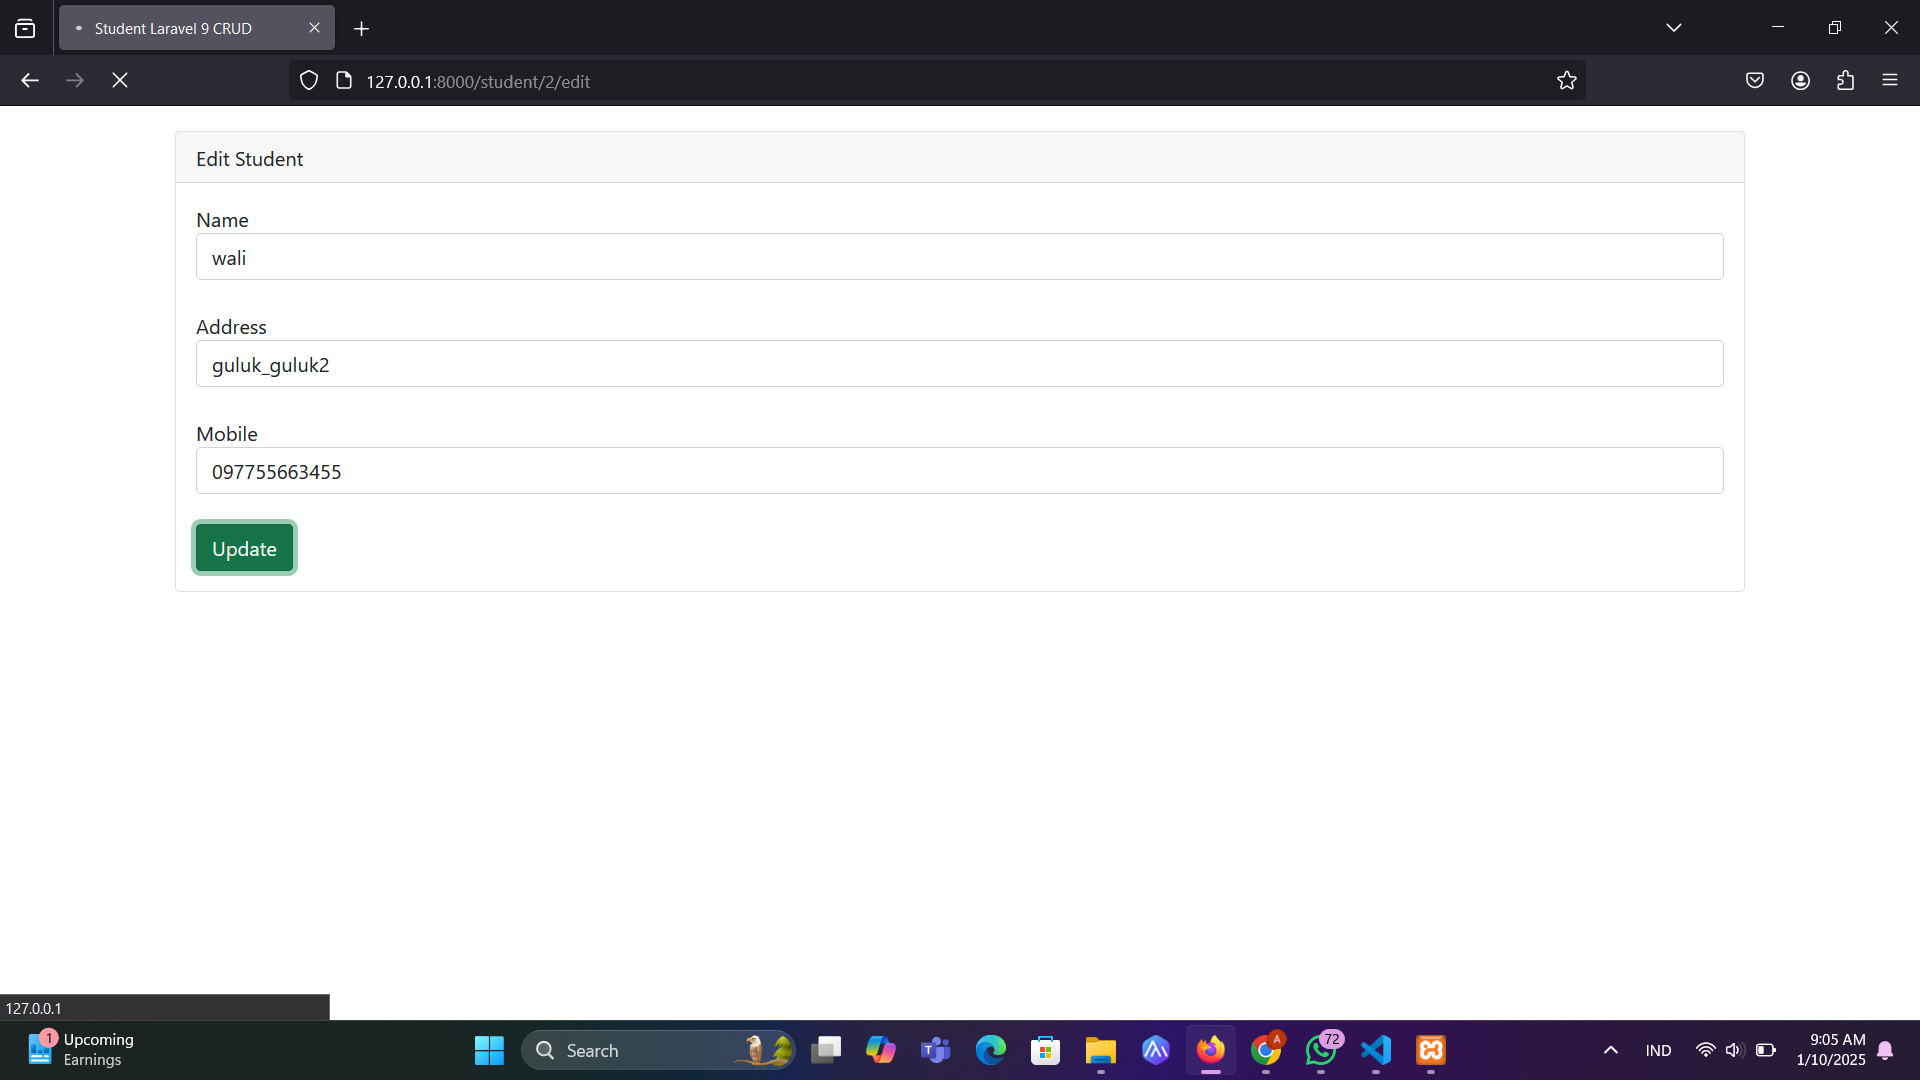 Student Laravel 9 CRUD
127.0.0.1:8000/student/2/edit
Edit Student
Name
wali
Address
guluk_guluk2
Mobile
097755663455
Update
127.0.0.1
1
Upcoming
Earnings
Search
T
A
72
IND
9:05 AM
1/10/2025